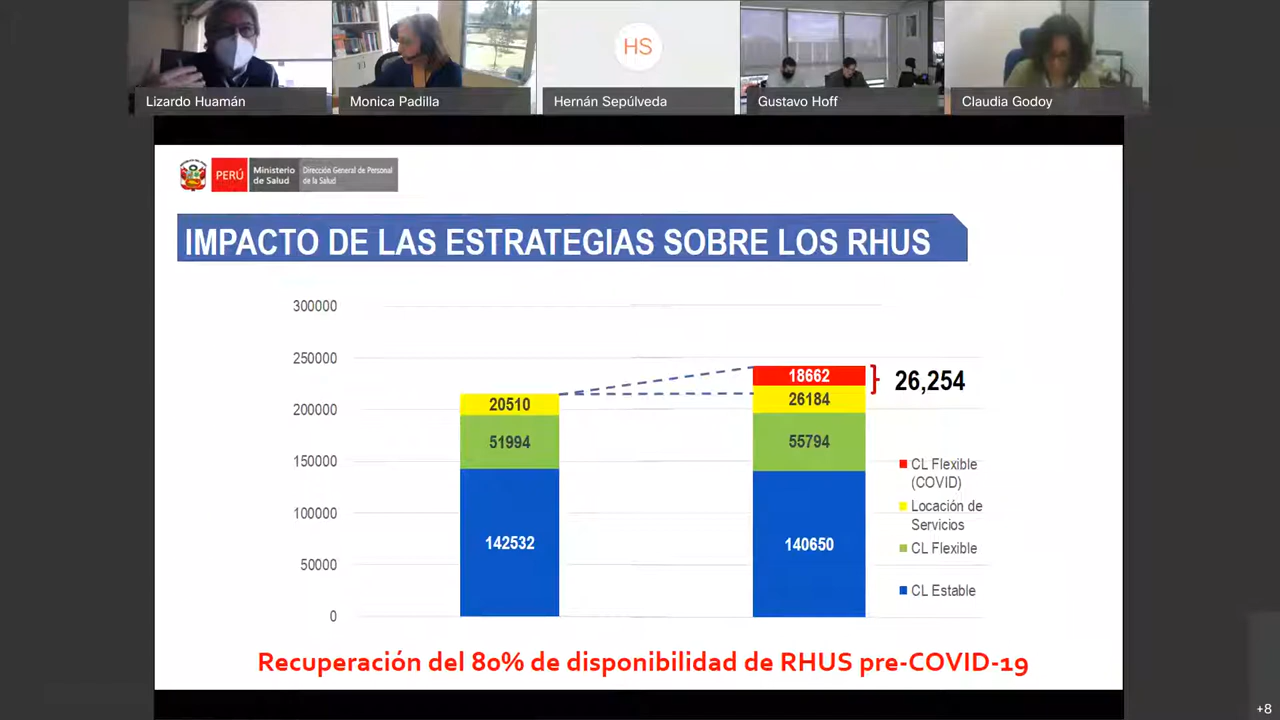 HS
Lizardo Huamán
Monica Padilla
Hernán Sepúlveda
Gustavo Hoff
Claudia Godoy
PERÚ
Ministerio
de Salud
Dirección General de Personal
de la Salud
IMPACTO DE LAS ESTRATEGIAS SOBRE LOS RHUS
300000
250000
200000
150000
100000
50000
0
20510
51994
142532
18662
26184
55794
140650
26,254
CL Flexible
(COVID)
Locación de
Servicios
CL Flexible
CL Estable
Recuperación del 80% de disponibilidad de RHUS pre-COVID-19
+8